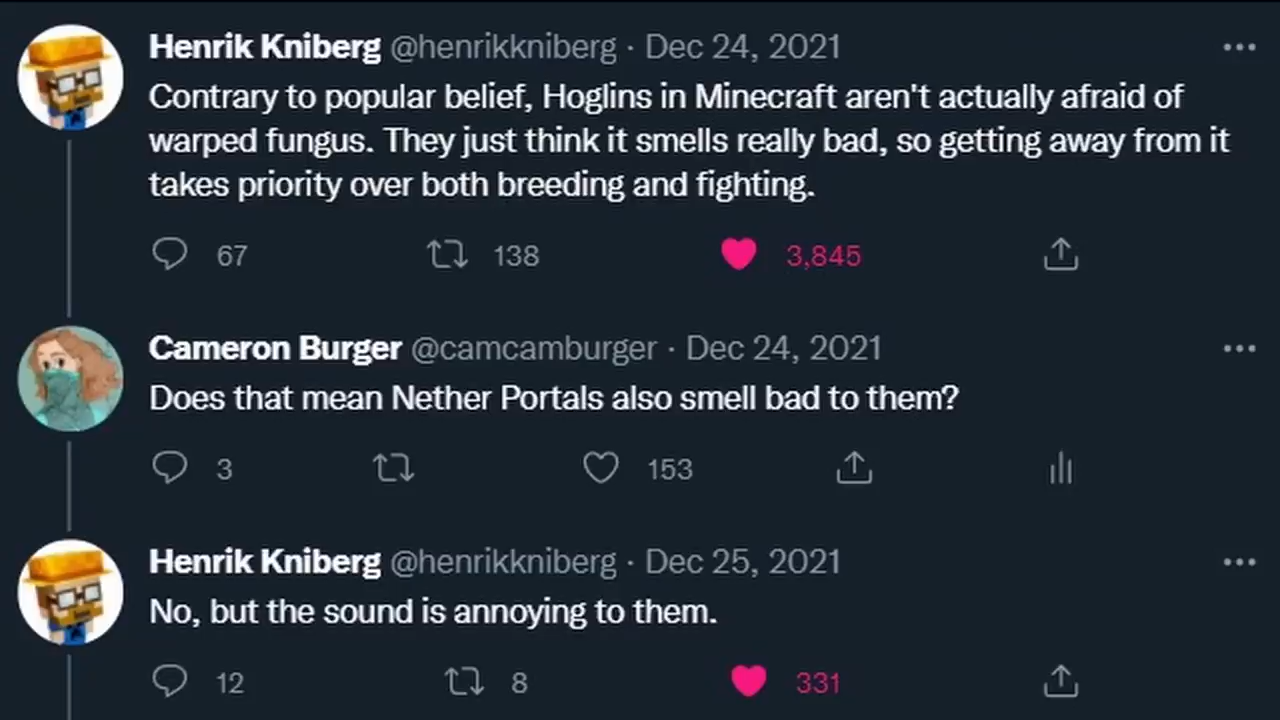 Henrik Kniberg @henrikkniberg · Dec 24, 2021
Contrary to popular belief, Hoglins in Minecraft aren't actually afraid of
warped fungus. They just think it smells really bad, so getting away from it
takes priority over both breeding and fighting.
67 138 3,845
Cameron Burger @camcamburger · Dec 24, 2021
Does that mean Nether Portals also smell bad to them?
3 153
Henrik Kniberg @henrikkniberg · Dec 25, 2021
No, but the sound is annoying to them.
12 8 331